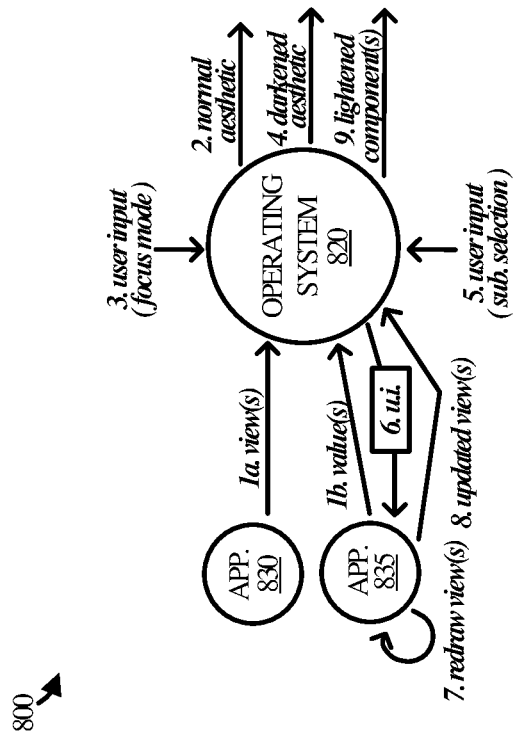 800
3. user input
(focus mode)
2. normal
aesthetic
4. darkened
aesthetic
9. lightened
component(s)
OPERATING
SYSTEM
820
5. user input
(sub. selection)
1a. view(s)
1b. value(s)
6. u.i.
8. updated view(s)
APP.
830
APP.
835
7. redraw view(s)